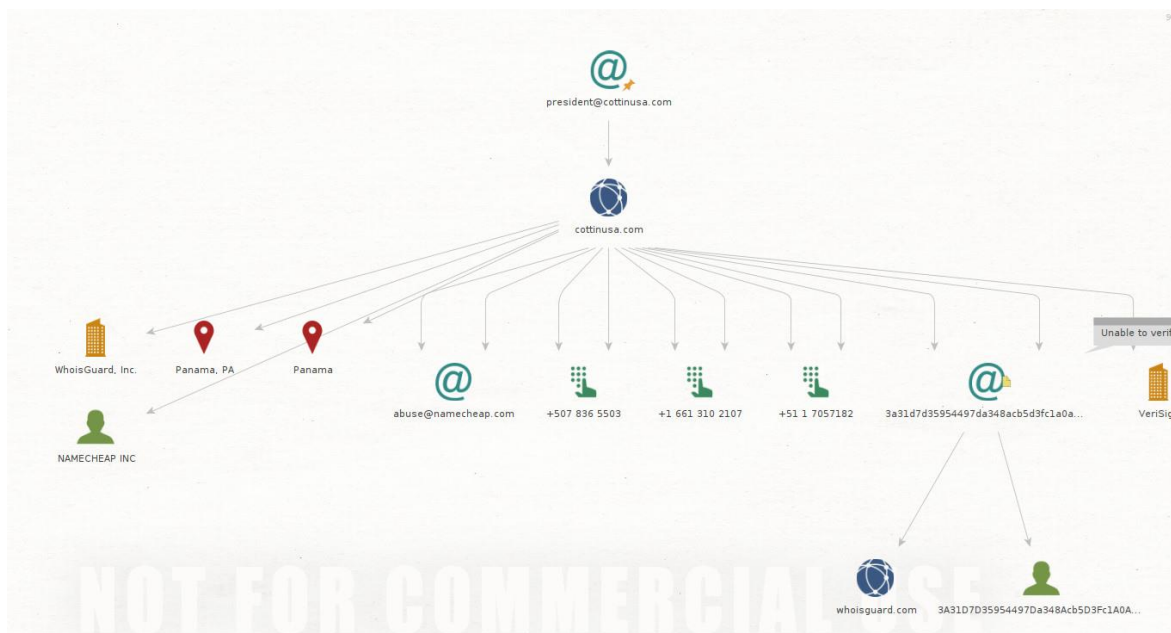 president@cottinusa.com
cottinusa.com
Unable to verif
WhoisGuard, Inc.
Panama, PA
Panama
abuse@namecheap.com
+507 836 5503
+1 661 310 2107
+51 1 7057182
3a31d7d35954497da348acb5d3fc1a0a...
VeriSig
NAMECHEAP INC
whoisguard.com
3A31D7D35954497Da348Acb5D3Fc1A0A...
NOT FOR COMMERCIAL USE